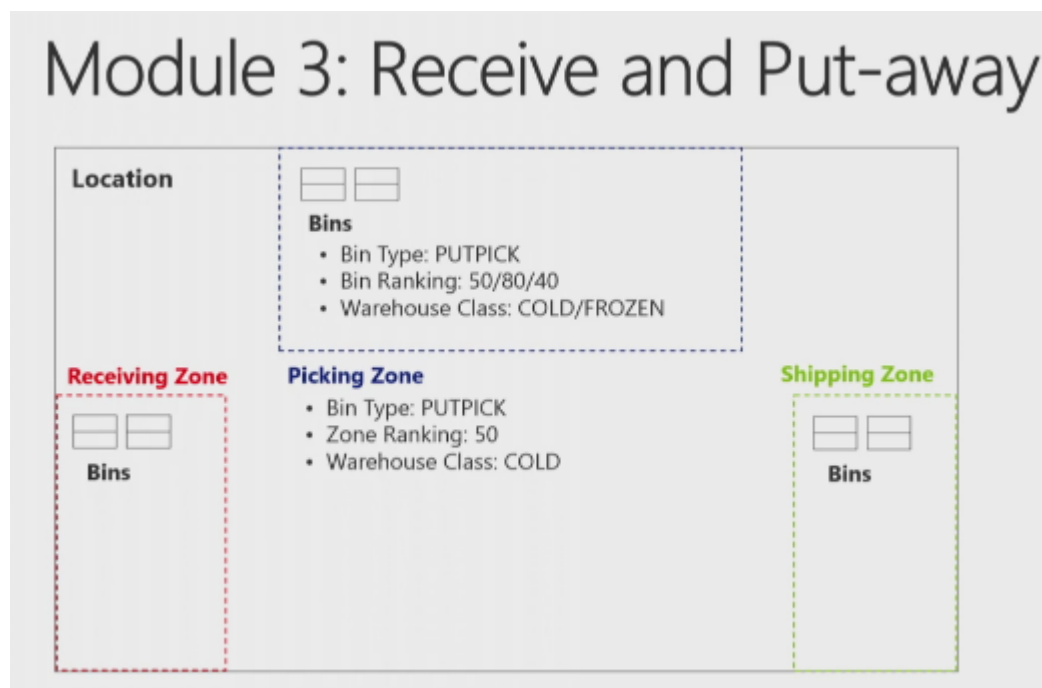 Module 3: Receive and Put-away
Location
Bins
• Bin Type: PUTPICK
• Bin Ranking: 50/80/40
• Warehouse Class: COLD/FROZEN
Receiving Zone
Bins
Picking Zone
• Bin Type: PUTPICK
• Zone Ranking: 50
• Warehouse Class: COLD
Shipping Zone
Bins